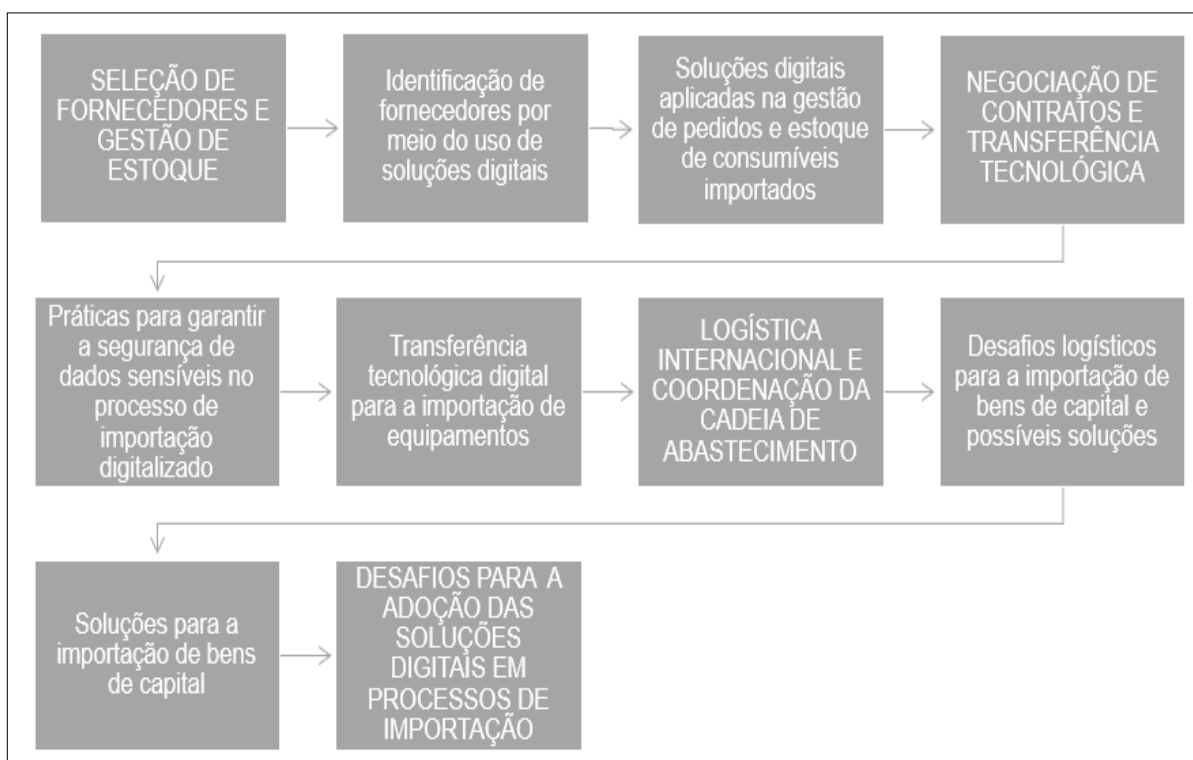 SELEÇÃO DE
FORNECEDORES E
GESTÃO DE
ESTOQUE
Identificação de
fornecedores por
meio do uso de
soluções digitais
Soluções digitais
aplicadas na gestão
de pedidos e estoque
de consumíveis
importados
NEGOCIAÇÃO DE
CONTRATOS E
TRANSFERÊNCIA
TECNOLÓGICA
Práticas para garantir
a segurança de
dados sensíveis no
processo de
importação
digitalizado
Transferência
tecnológica digital
para a importação de
equipamentos
LOGÍSTICA
INTERNACIONAL E
COORDENAÇÃO DA
CADEIA DE
ABASTECIMENTO
Desafios logísticos
para a importação de
bens de capital e
possíveis soluções
Soluções para a
importação de bens
de capital
DESAFIOS PARA A
ADOÇÃO DAS
SOLUÇÕES
DIGITAIS EM
PROCESSOS DE
IMPORTAÇÃO